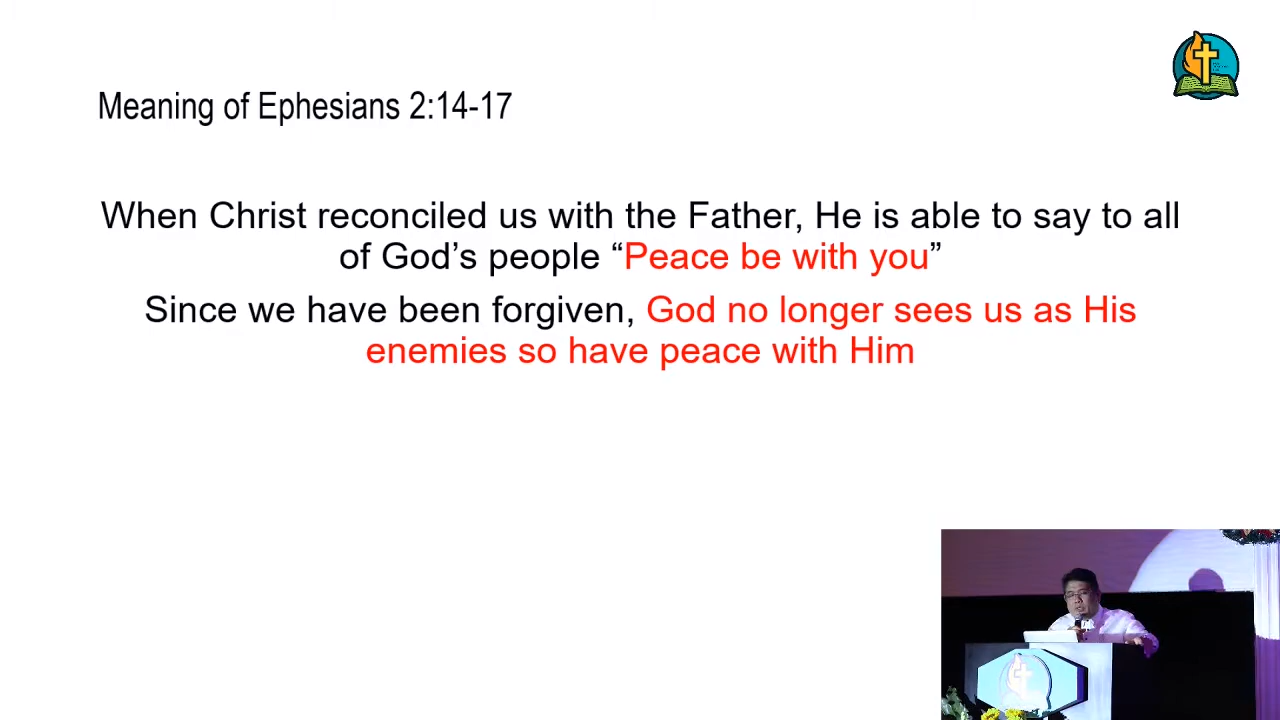 Meaning of Ephesians 2:14-17
When Christ reconciled us with the Father, He is able to say to all
of God’s people “Peace be with you”
Since we have been forgiven, God no longer sees us as His
enemies so have peace with Him